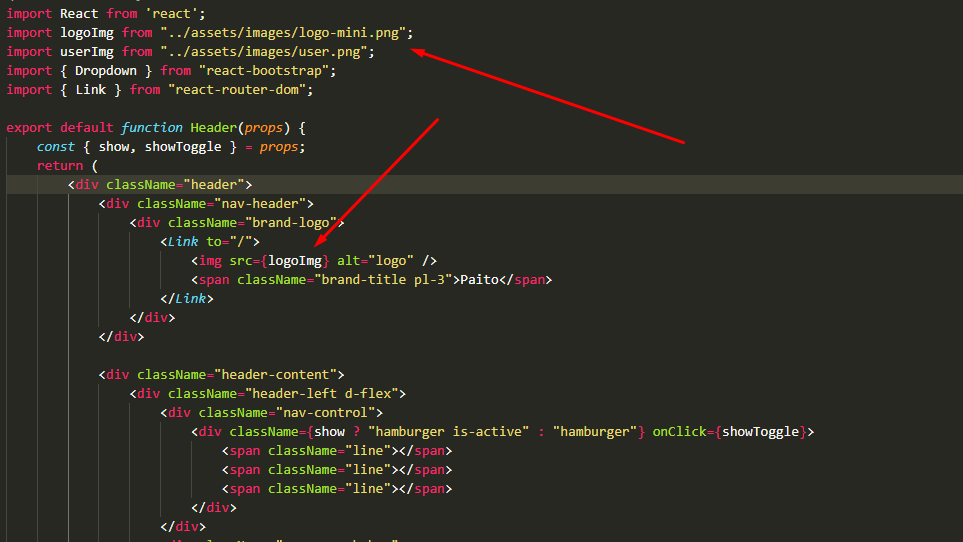 import React from 'react';
import logoImg from "../assets/images/logo-mini.png";
import userImg from "../assets/images/user.png";
import { Dropdown } from "react-bootstrap";
import { Link } from "react-router-dom";
export default function Header(props) {
const { show, showToggle } = props;
return (
<div className="header">
<div className="nav-header">
<div className="brand-logo">
<Link to="/">
<img src={logoImg} alt="logo" />
<span className="brand-title pl-3">Paito</span>
</Link>
</div>
</div>
<div className="header-content">
<div className="header-left d-flex">
<div className="nav-control">
<div className={show ? "hamburger is-active" : "hamburger"} onClick={showToggle}>
<span className="line"></span>
<span className="line"></span>
<span className="line"></span>
</div>
</div>